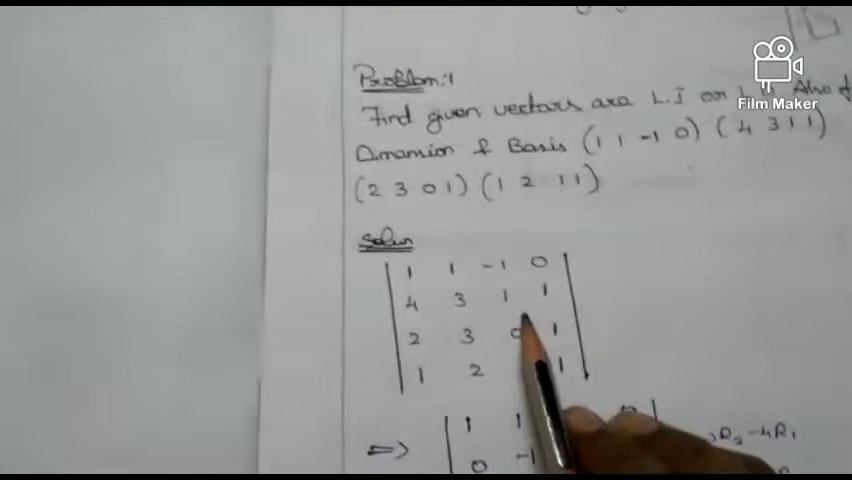 Problem:1
Find given vectors are L.I or L Also f
Film Maker
Dimension & Basis (1 1 -1 0) (4 3 1 1)
(2 3 0 1) (1 2 1 1)
Soln
1 1 -1 0
4 3 1 1
2 3 0 1
1 2 1
=> 1 1 0 R2-4R1
0 -1